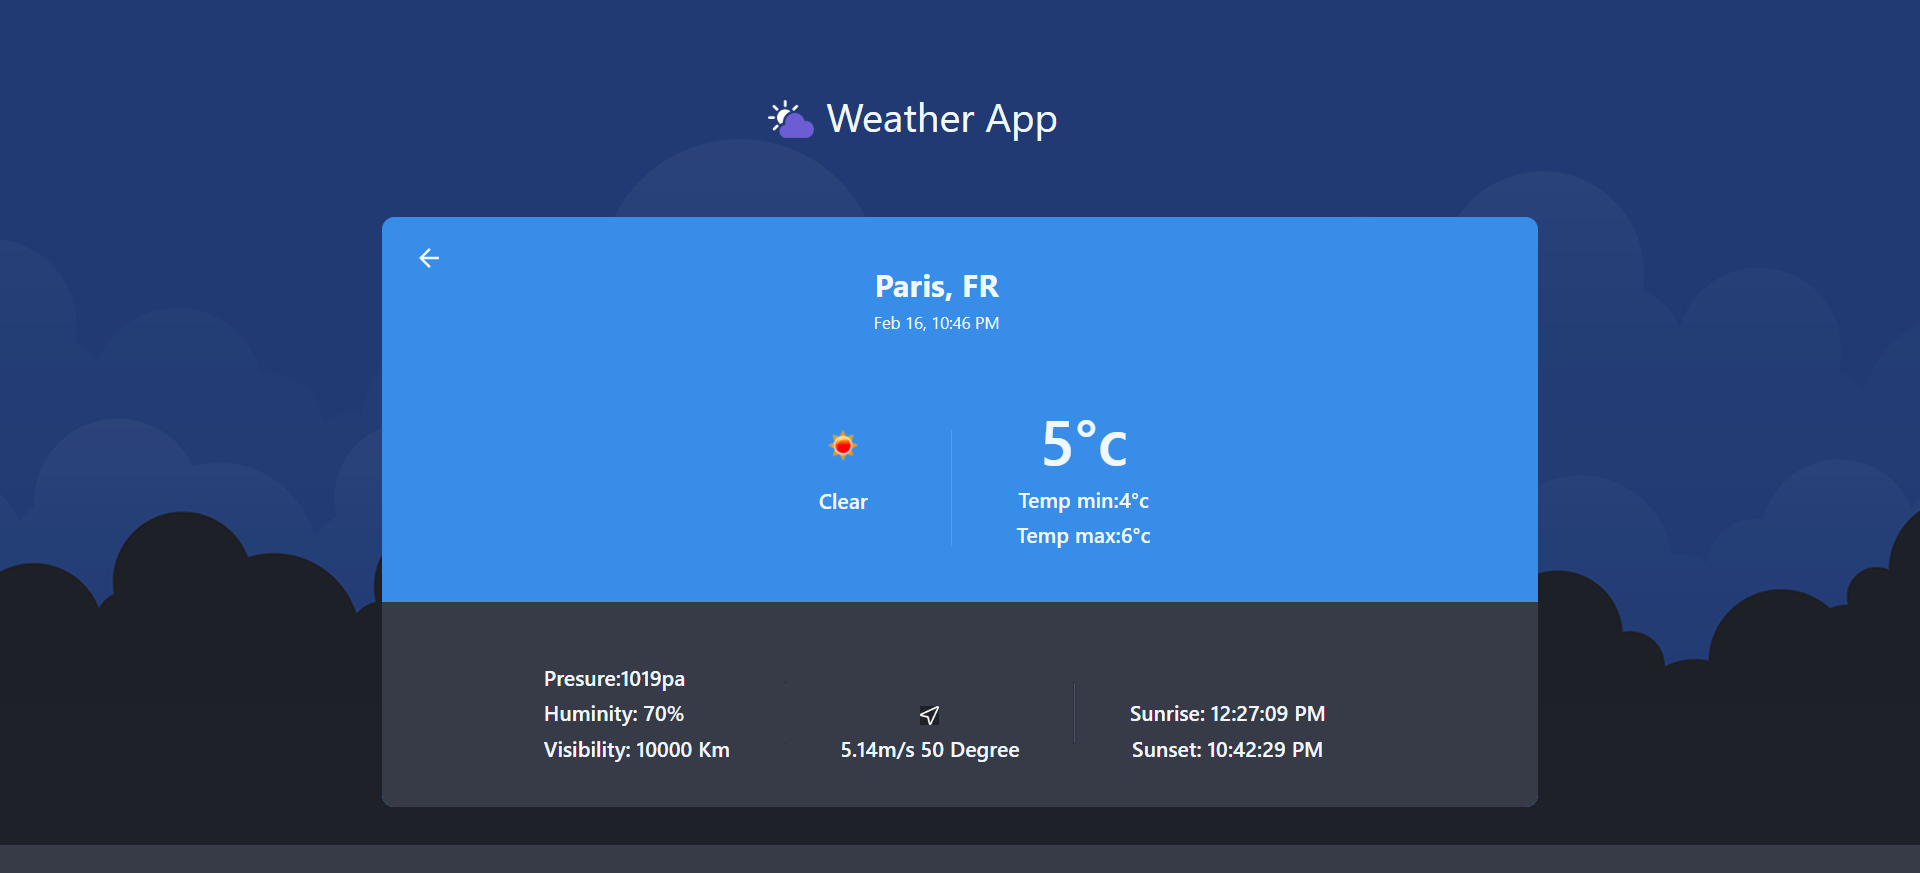 Weather App
Paris, FR
Feb 16, 10:46 PM
Clear
5°c
Temp min:4°c
Temp max:6°c
Presure:1019pa
Huminity: 70%
Visibility: 10000 Km
5.14m/s 50 Degree
Sunrise: 12:27:09 PM
Sunset: 10:42:29 PM